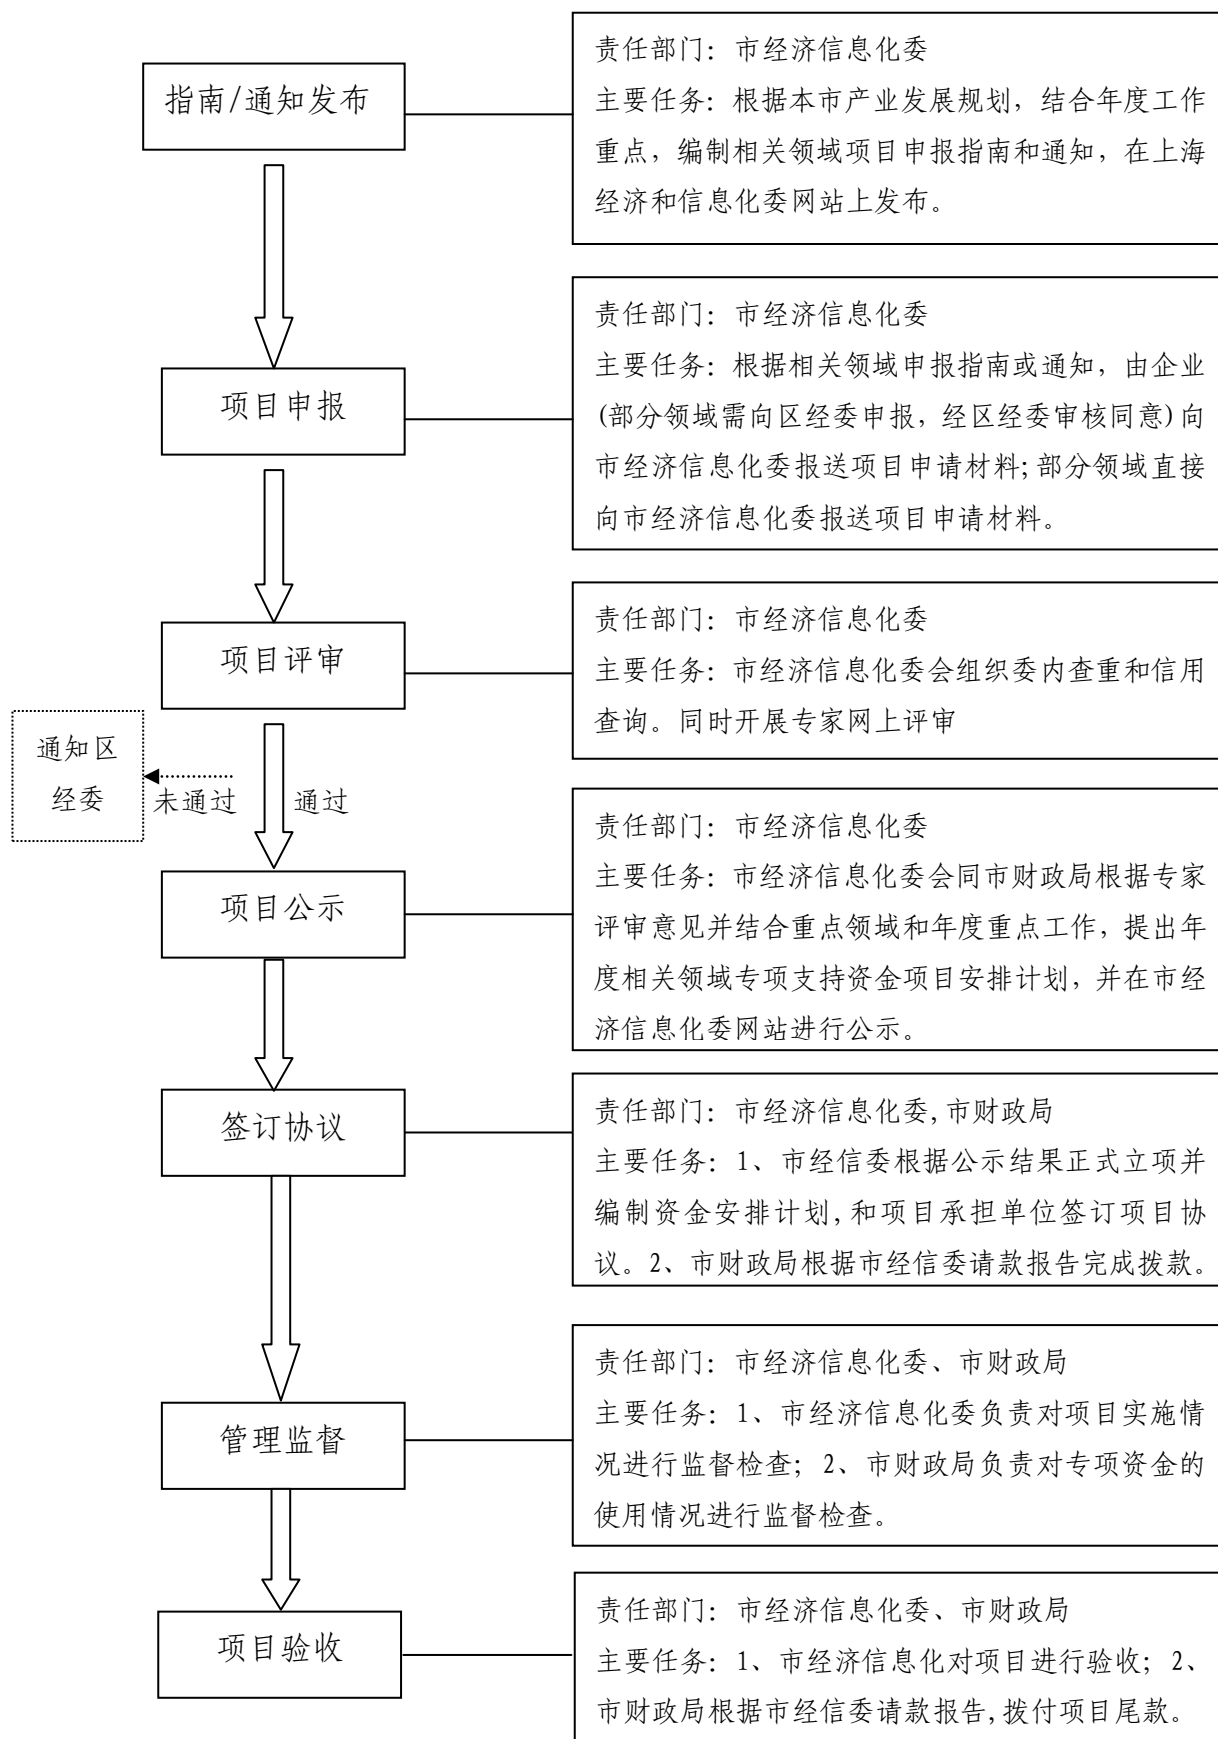 指南/通知发布
责任部门：市经济信息化委
主要任务：根据本市产业发展规划，结合年度工作
重点，编制相关领域项目申报指南和通知，在上海
经济和信息化委网站上发布。
项目申报
责任部门：市经济信息化委
主要任务：根据相关领域申报指南或通知，由企业
(部分领域需向区经委申报，经区经委审核同意)向
市经济信息化委报送项目申请材料;部分领域直接
向市经济信息化委报送项目申请材料。
项目评审
责任部门：市经济信息化委
主要任务：市经济信息化委会组织委内查重和信用
查询。同时开展专家网上评审
通知区
经委
未通过
通过
项目公示
责任部门：市经济信息化委
主要任务：市经济信息化委会同市财政局根据专家
评审意见并结合重点领域和年度重点工作，提出年
度相关领域专项支持资金项目安排计划，并在市经
济信息化委网站进行公示。
签订协议
责任部门：市经济信息化委,市财政局
主要任务：1、市经信委根据公示结果正式立项并
编制资金安排计划,和项目承担单位签订项目协
议。2、市财政局根据市经信委请款报告完成拨款。
管理监督
责任部门：市经济信息化委、市财政局
主要任务：1、市经济信息化委负责对项目实施情
况进行监督检查；2、市财政局负责对专项资金的
使用情况进行监督检查。
项目验收
责任部门：市经济信息化委、市财政局
主要任务：1、市经济信息化对项目进行验收；2、
市财政局根据市经信委请款报告,拨付项目尾款。